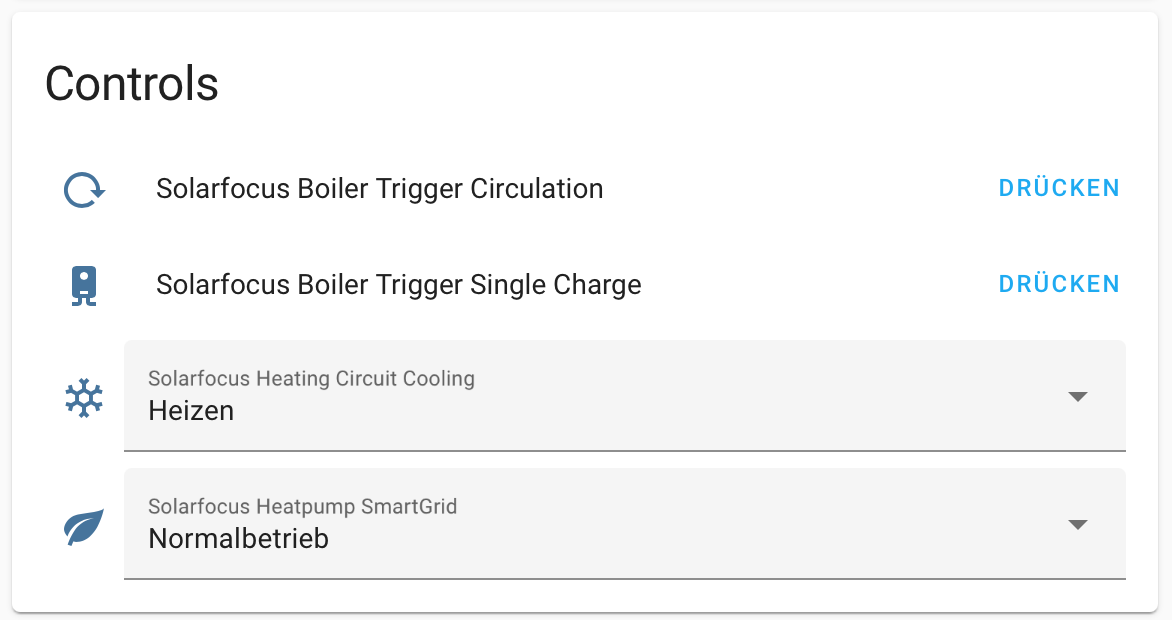 Controls
Solarfocus Boiler Trigger Circulation DRÜCKEN
Solarfocus Boiler Trigger Single Charge DRÜCKEN
Solarfocus Heating Circuit Cooling
Heizen
Solarfocus Heatpump SmartGrid
Normalbetrieb